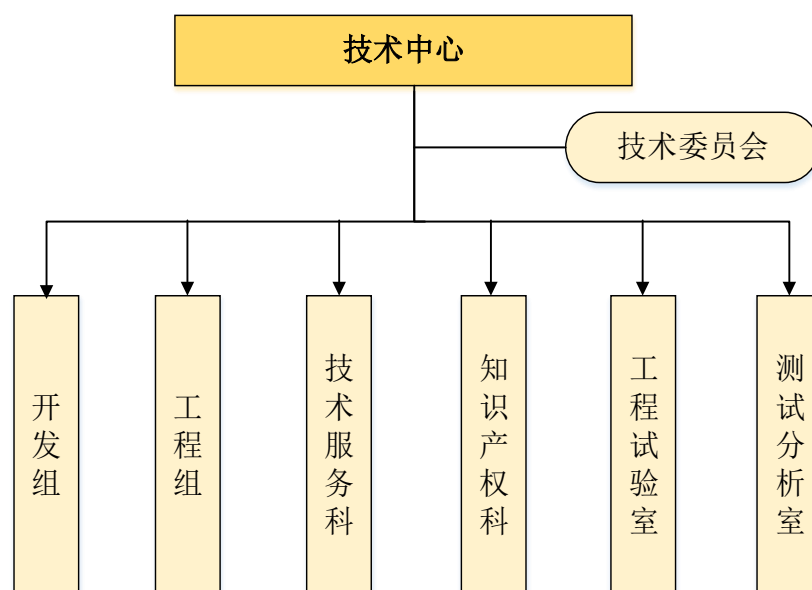 技术中心
技术委员会
开发组
工程组
技术服务科
知识产权科
工程试验室
测试分析室